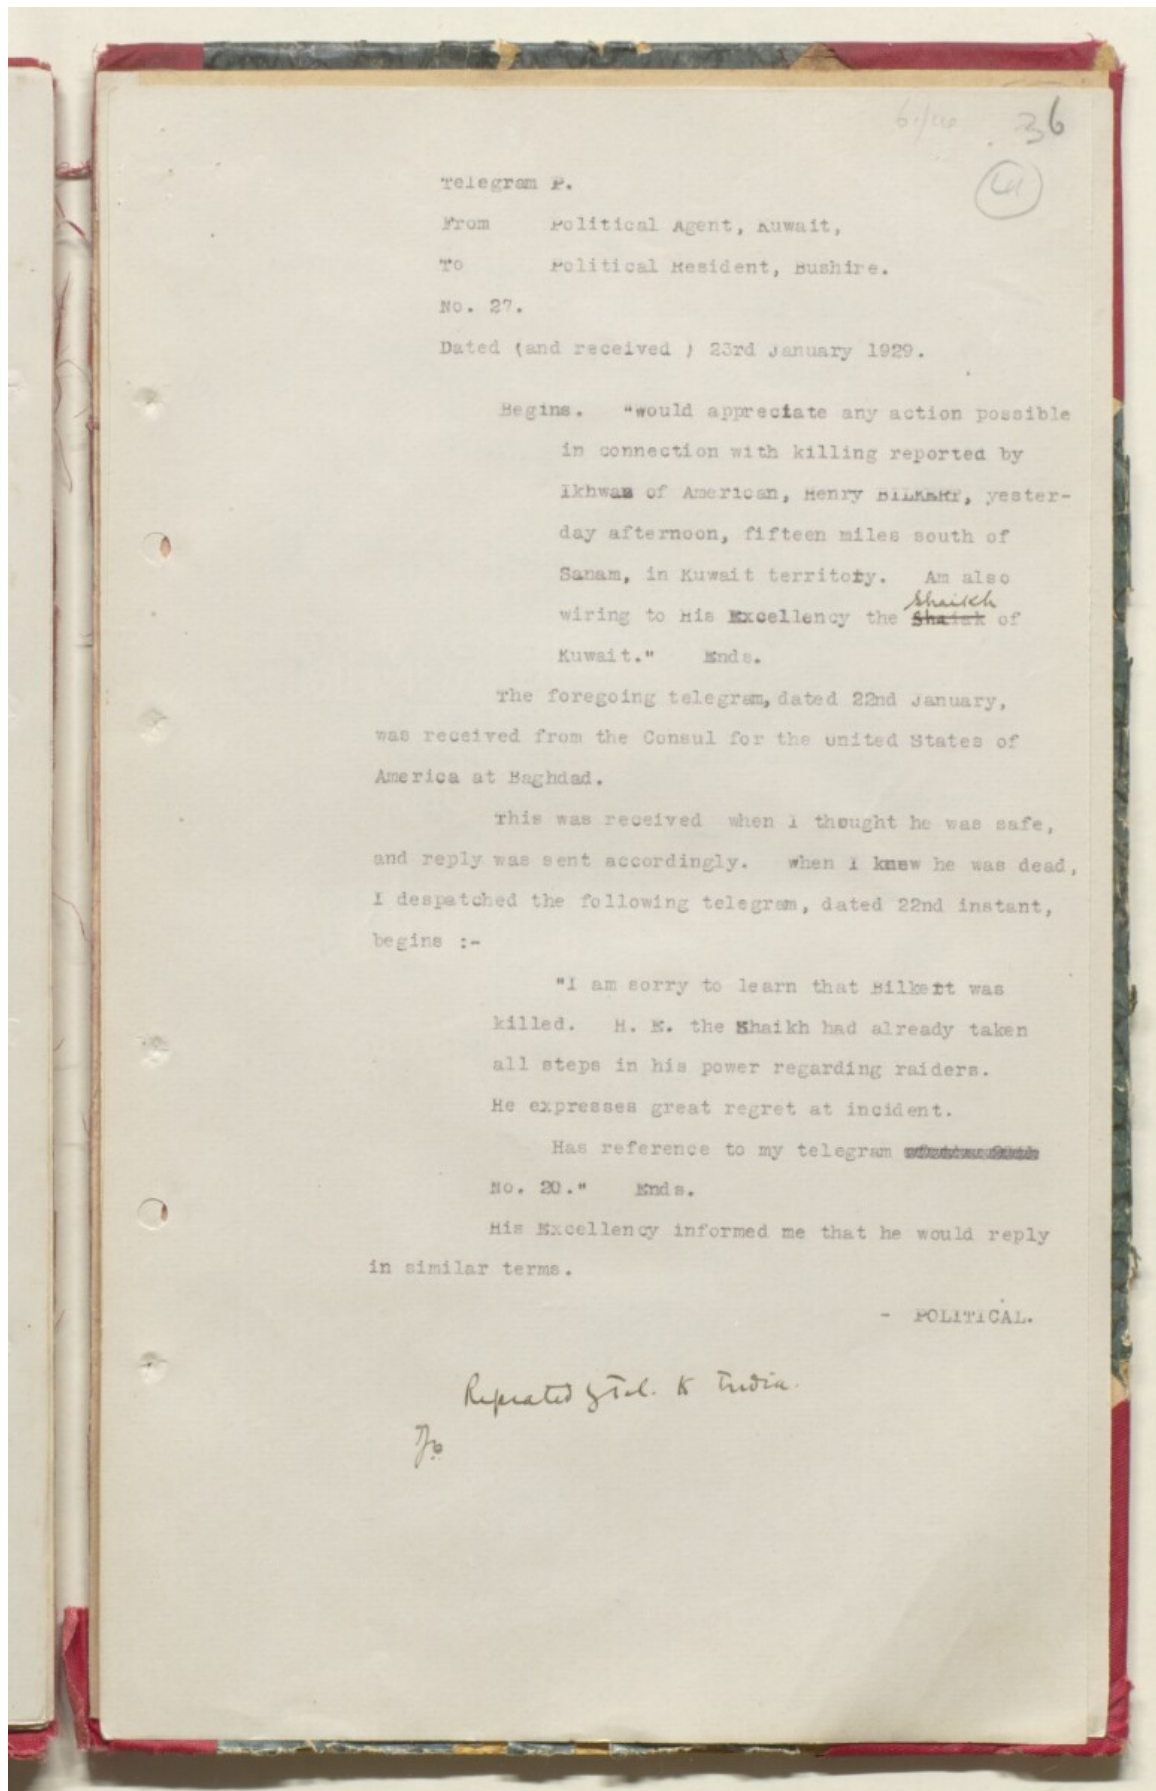 36
Telegram P.
From Political Agent, Kuwait,
To Political Resident, Bushire.
No. 27.
Dated (and received ) 23rd January 1929.
Begins. "would appreciate any action possible
in connection with killing reported by
Ikhwan of American, Henry BILKERT, yester-
day afternoon, fifteen miles south of
Sanam, in Kuwait territory. Am also
Shaikh
wiring to His Excellency the Shaiak of
Kuwait." Ends.
The foregoing telegram, dated 22nd January,
was received from the Consul for the United States of
America at Baghdad.
This was received when I thought he was safe,
and reply was sent accordingly. When I knew he was dead,
I despatched the following telegram, dated 22nd instant,
begins :-
"I am sorry to learn that Bilkert was
killed. H. E. the Shaikh had already taken
all steps in his power regarding raiders.
He expresses great regret at incident.
Has reference to my telegram
No. 20." Ends.
His Excellency informed me that he would reply
in similar terms.
- POLITICAL.
Repeated by Tel. to India.